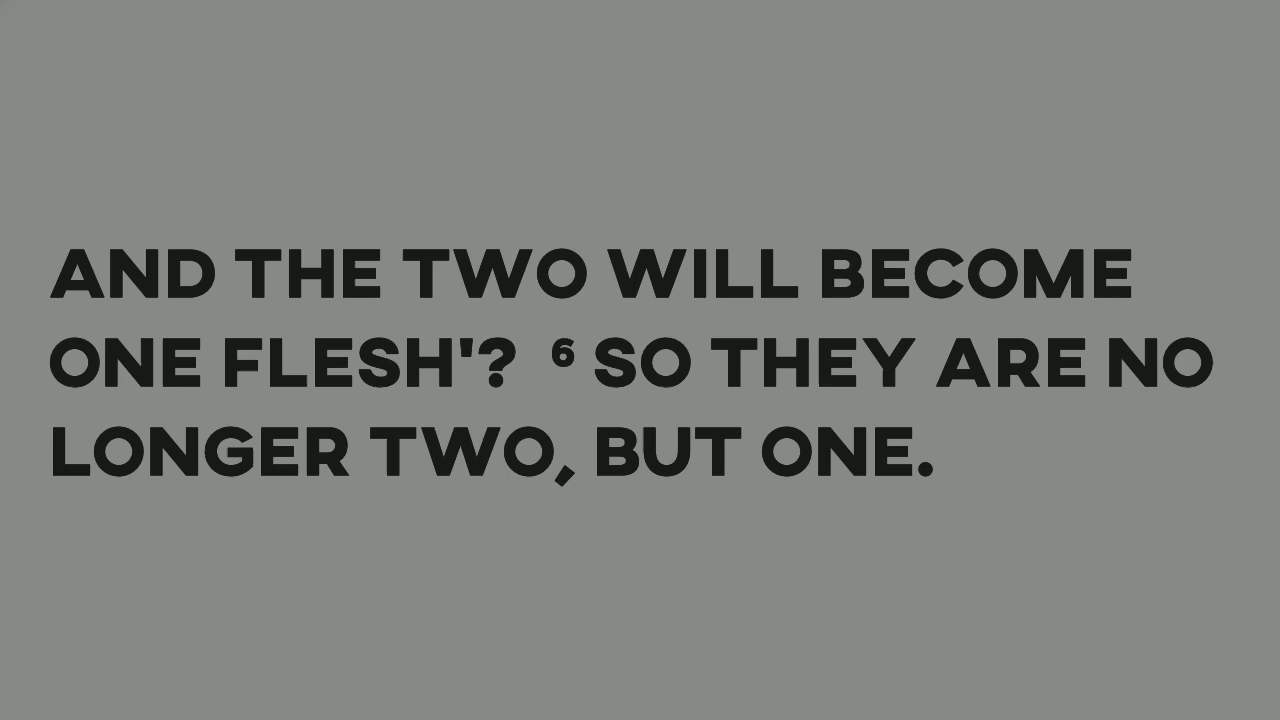 AND THE TWO WILL BECOME
ONE FLESH'? ⁶ SO THEY ARE NO
LONGER TWO, BUT ONE.